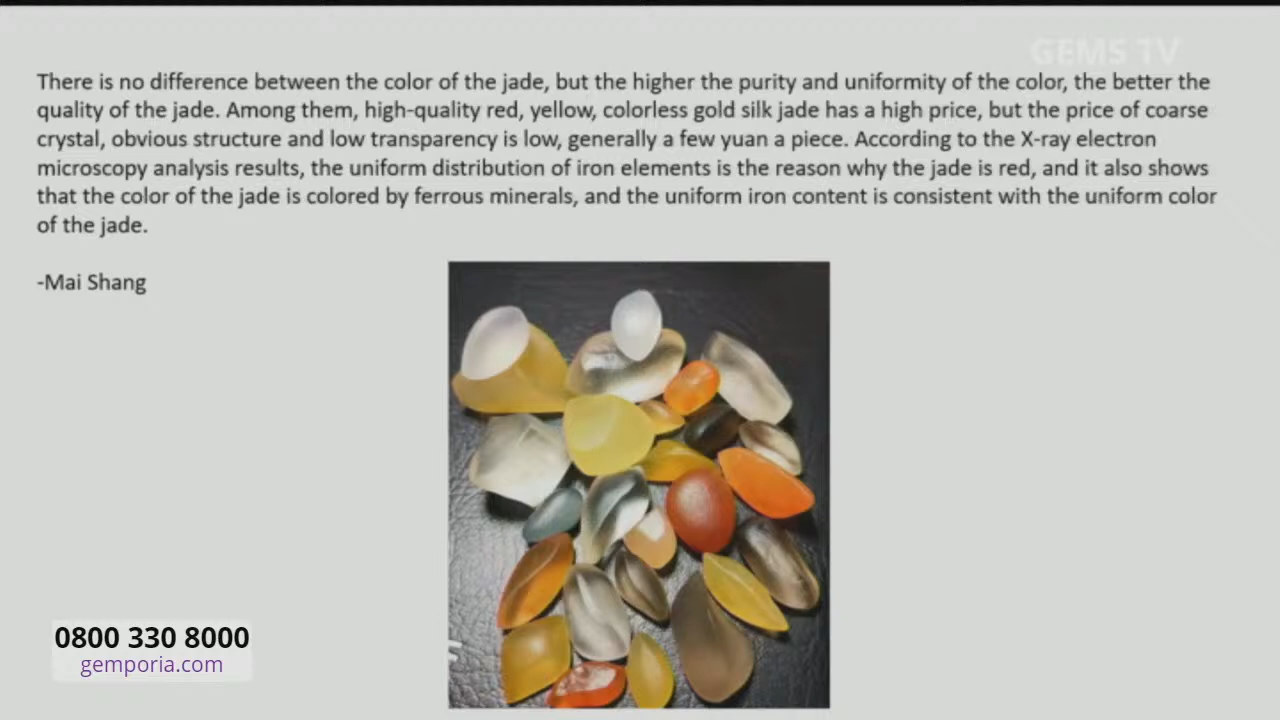 GEMS TV
There is no difference between the color of the jade, but the higher the purity and uniformity of the color, the better the
quality of the jade. Among them, high-quality red, yellow, colorless gold silk jade has a high price, but the price of coarse
crystal, obvious structure and low transparency is low, generally a few yuan a piece. According to the X-ray electron
microscopy analysis results, the uniform distribution of iron elements is the reason why the jade is red, and it also shows
that the color of the jade is colored by ferrous minerals, and the uniform iron content is consistent with the uniform color
of the jade.
-Mai Shang
0800 330 8000
gemporia.com